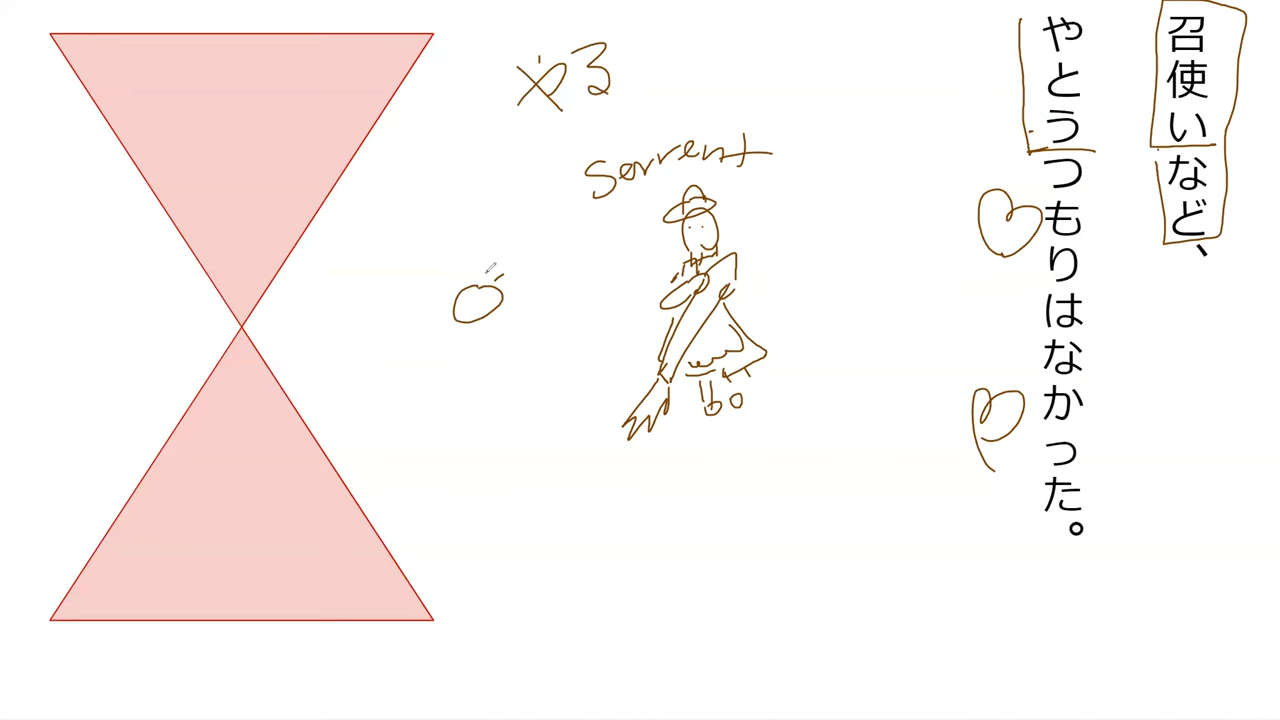 召使いなど、
やとうつもりはなかった。
やる
serrent